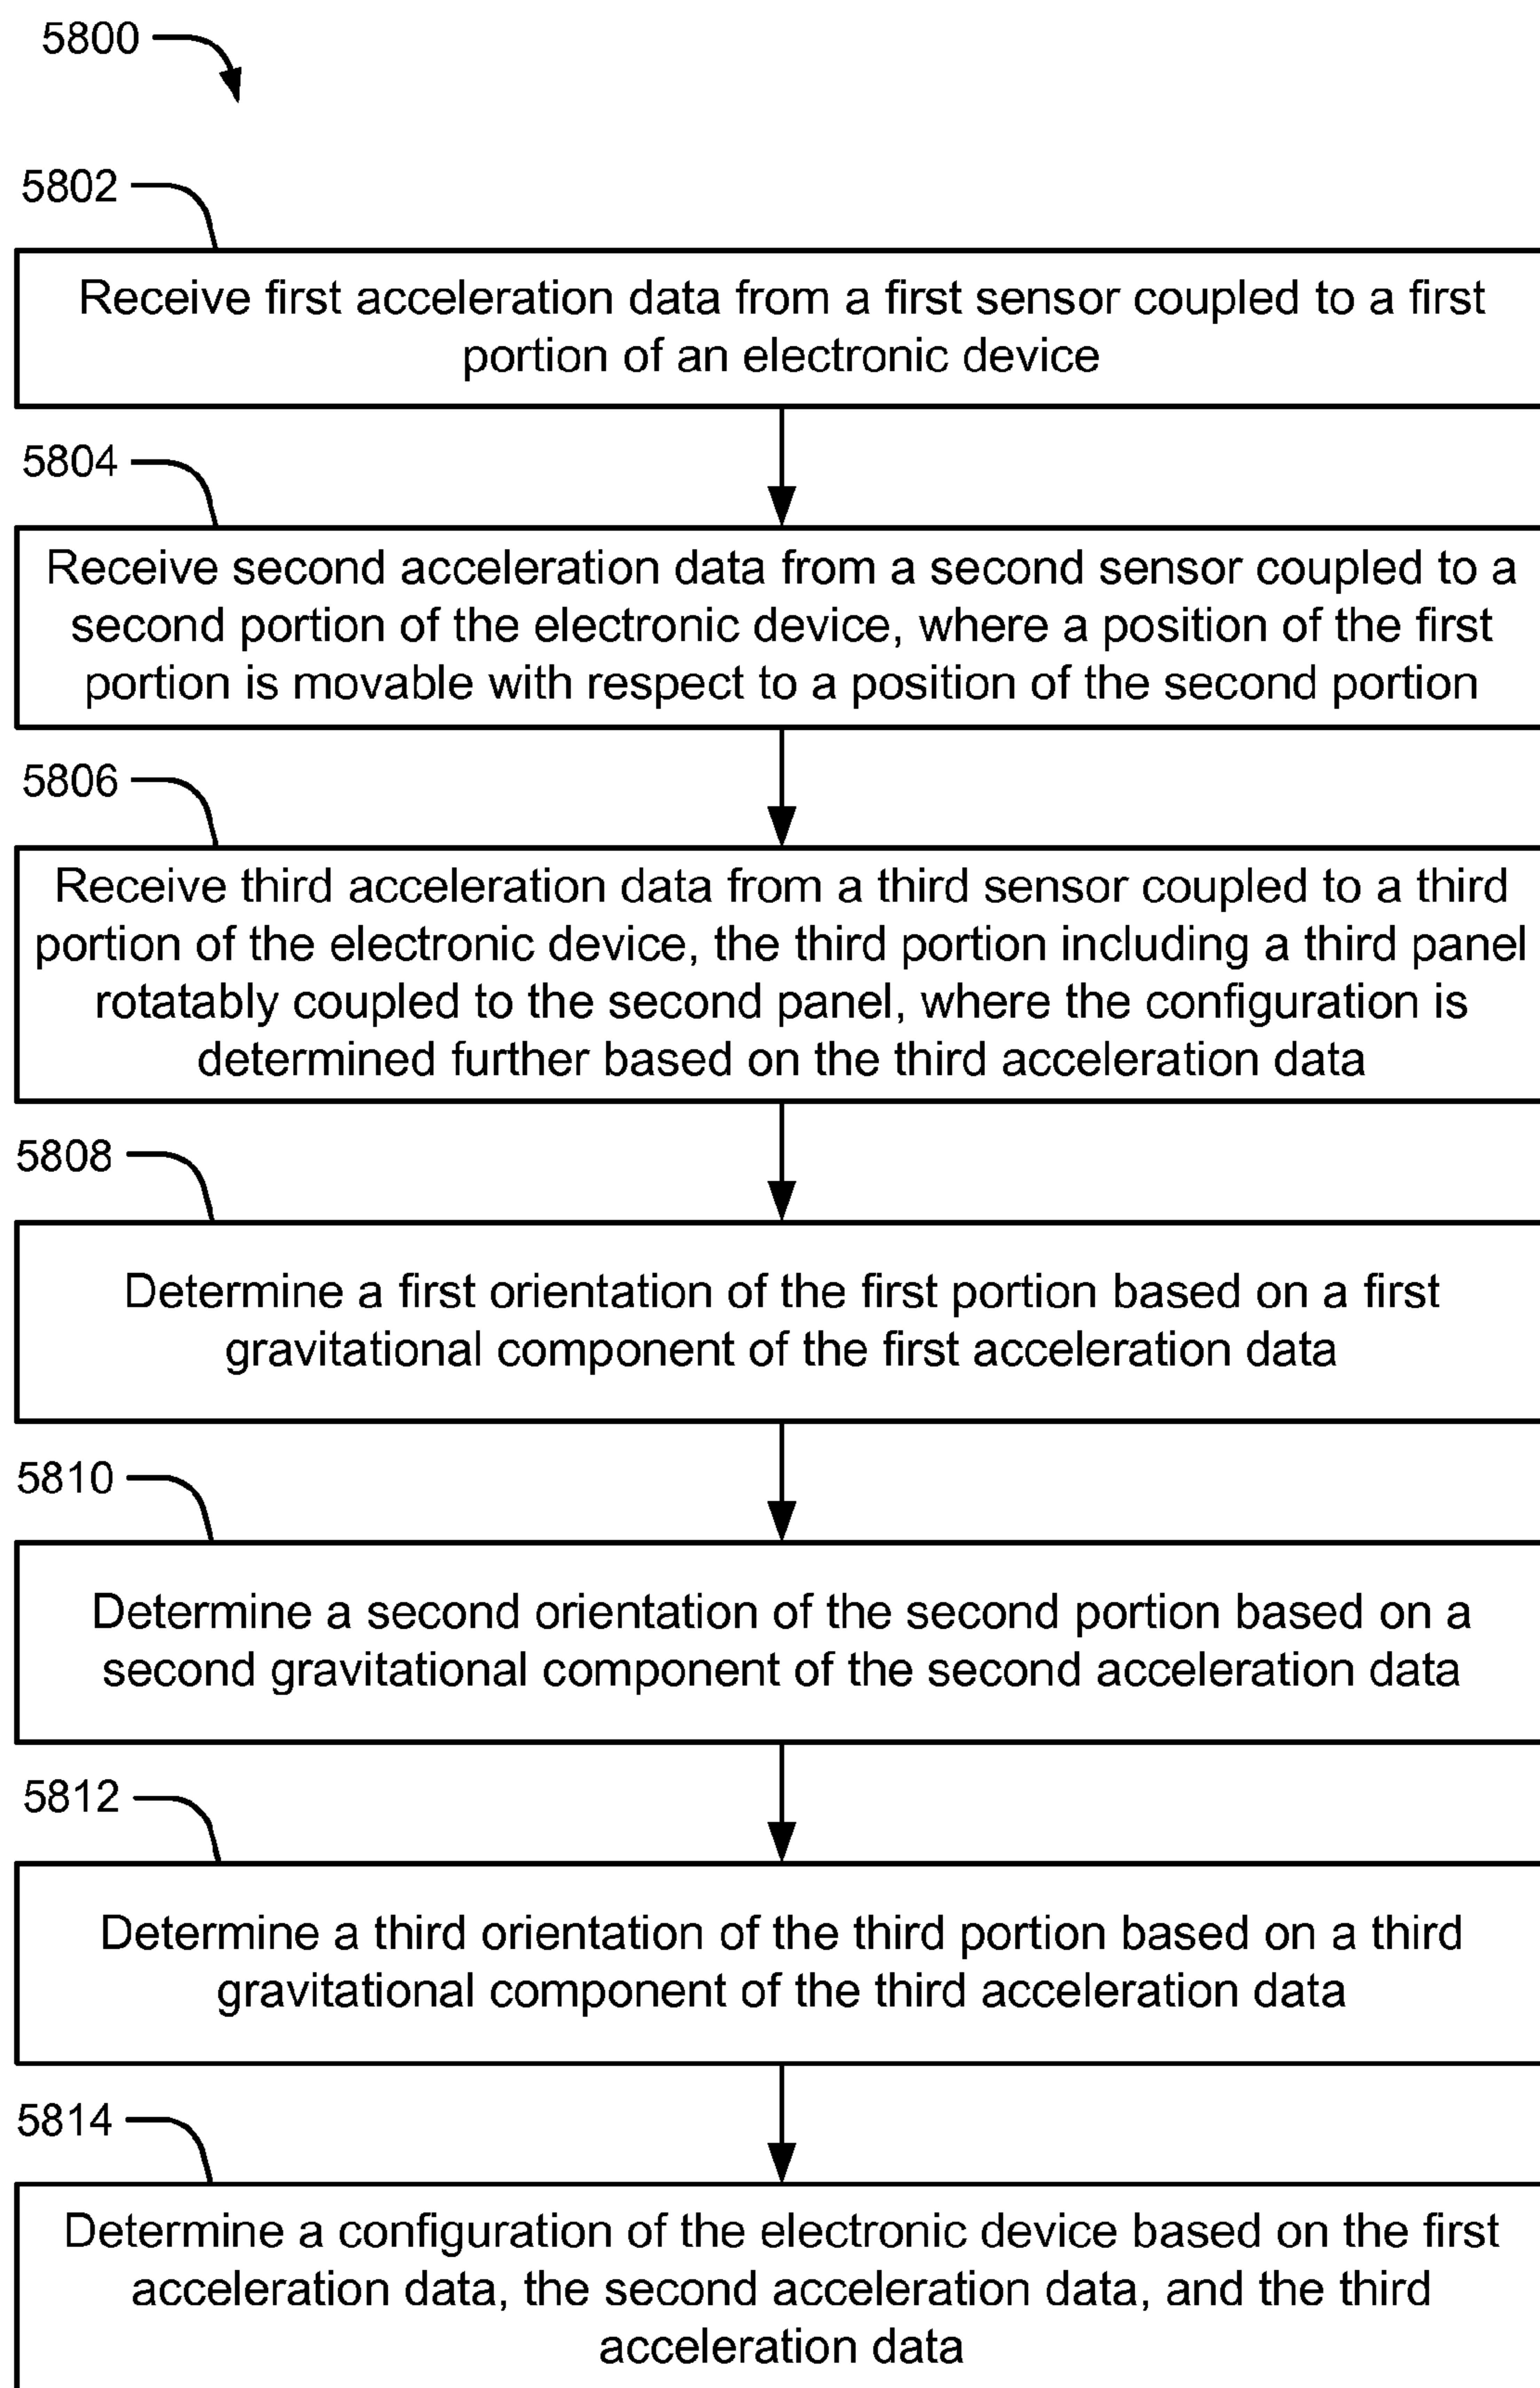 5800
5802
Receive first acceleration data from a first sensor coupled to a first
portion of an electronic device
5804
Receive second acceleration data from a second sensor coupled to a
second portion of the electronic device, where a position of the first
portion is movable with respect to a position of the second portion
5806
Receive third acceleration data from a third sensor coupled to a third
portion of the electronic device, the third portion including a third panel
rotatably coupled to the second panel, where the configuration is
determined further based on the third acceleration data
5808
Determine a first orientation of the first portion based on a first
gravitational component of the first acceleration data
5810
Determine a second orientation of the second portion based on a
second gravitational component of the second acceleration data
5812
Determine a third orientation of the third portion based on a third
gravitational component of the third acceleration data
5814
Determine a configuration of the electronic device based on the first
acceleration data, the second acceleration data, and the third
acceleration data